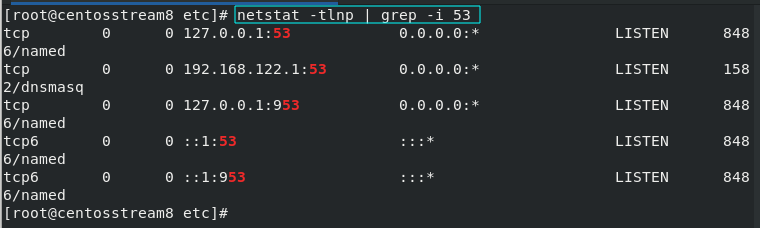 [root@centosstream8 etc]# netstat -tlnp | grep -i 53
tcp        0      0 127.0.0.1:53            0.0.0.0:*               LISTEN      848
6/named
tcp        0      0 192.168.122.1:53        0.0.0.0:*               LISTEN      158
2/dnsmasq
tcp        0      0 127.0.0.1:953           0.0.0.0:*               LISTEN      848
6/named
tcp6       0      0 ::1:53                  :::*                    LISTEN      848
6/named
tcp6       0      0 ::1:953                 :::*                    LISTEN      848
6/named
[root@centosstream8 etc]#